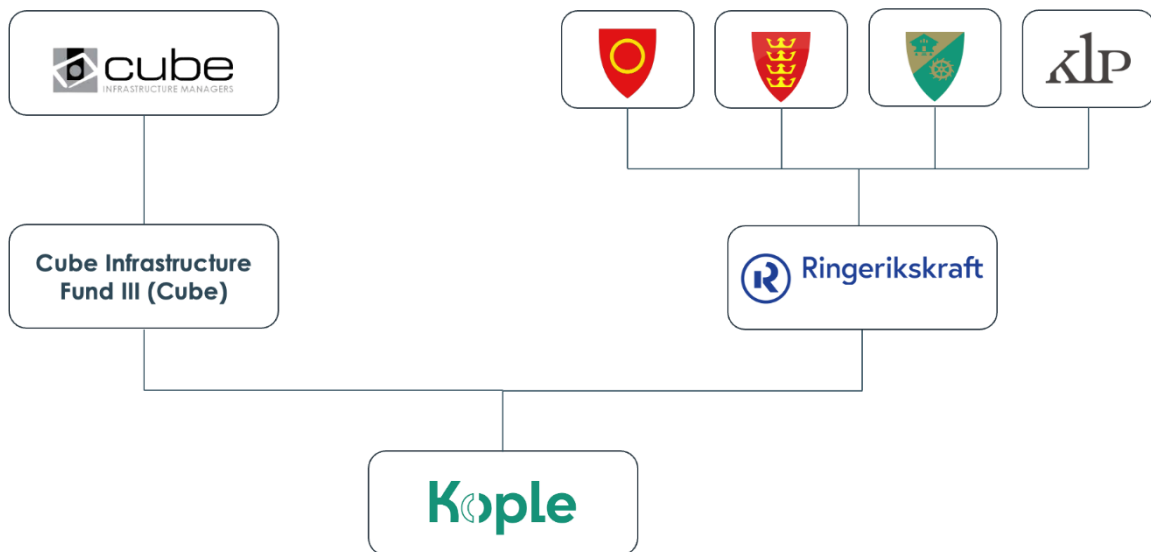 cube
INFRASTRUCTURE MANAGERS
klp
Cube Infrastructure
Fund III (Cube)
Ringerikskraft
Kople